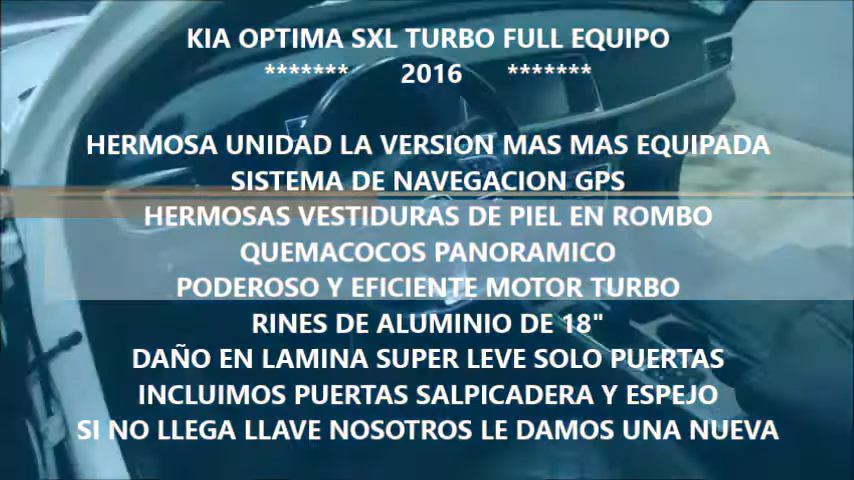 KIA OPTIMA SXL TURBO FULL EQUIPO
******* 2016 *******
HERMOSA UNIDAD LA VERSION MAS MAS EQUIPADA
SISTEMA DE NAVEGACION GPS
HERMOSAS VESTIDURAS DE PIEL EN ROMBO
QUEMACOCOS PANORAMICO
PODEROSO Y EFICIENTE MOTOR TURBO
RINES DE ALUMINIO DE 18"
DAÑO EN LAMINA SUPER LEVE SOLO PUERTAS
INCLUIMOS PUERTAS SALPICADERA Y ESPEJO
SI NO LLEGA LLAVE NOSOTROS LE DAMOS UNA NUEVA